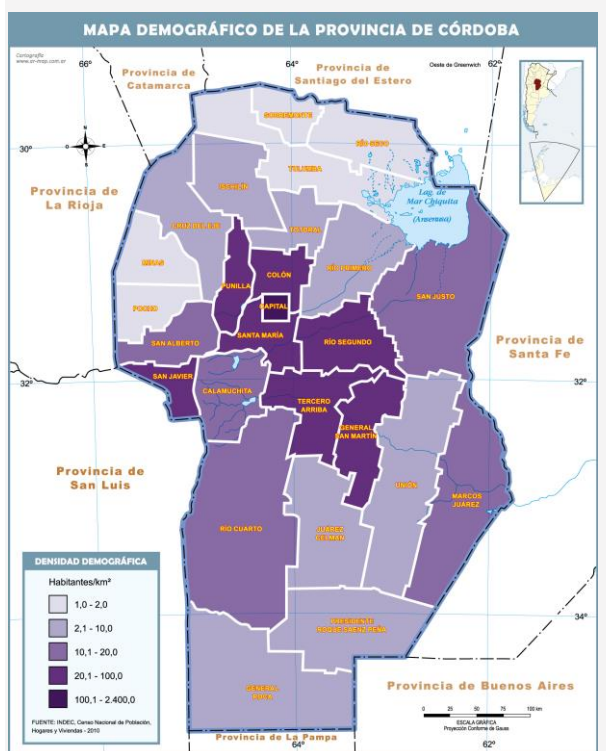 MAPA DEMOGRÁFICO DE LA PROVINCIA DE CÓRDOBA
Cartografía
www.ar-map.com.ar
66°
62°
Oeste de Greenwich
Provincia de
Catamarca
Provincia de
Santiago del Estero
SOBREMONTE
RÍO SECO
30°
30°
TULUMBA
ISCHILÍN
Provincia de
La Rioja
Lag. de
Mar Chiquita
ó
(Ansenuza)
CRUZ DEL EJE
TOTORAL
MINAS
RÍO PRIMERO
COLÓN
PUNILLA
SAN JUSTO
POCHO
CAPITAL
SANTA MARÍA
RÍO SEGUNDO
SAN ALBERTO
Provincia de
Santa Fe
SAN JAVIER
32°
32°
CALAMUCHITA
TERCERO
ARRIBA
GENERAL
SAN MARTÍN
Provincia de
San Luis
UNIÓN
MARCOS
JUÁREZ
RÍO CUARTO
JUÁREZ
CELMAN
DENSIDAD DEMOGRÁFICA
Habitantes/km²
1,0 - 2,0
2,1 - 10,0
10,1 - 20,0
20,1 - 100,0
100,1 - 2.400,0
FUENTE: INDEC, Censo Nacional de Población,
Hogares y Viviendas - 2010
34°
PRESIDENTE
ROQUE SAENZ PEÑA
GENERAL
ROCA
Provincia de Buenos Aires
0 25 50 100 km
ESCALA GRÁFICA
Proyección Conforme de Gauss
Provincia de La Pampa
64°
62°